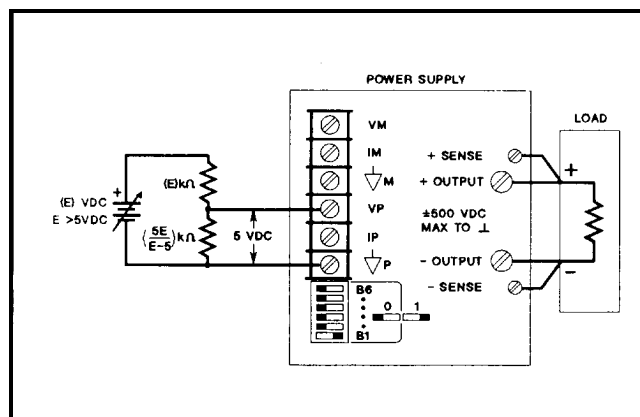 POWER SUPPLY
LOAD
VM
IM
▽M
VP
IP
▽P
+ SENSE
+ OUTPUT
±500 VDC
MAX TO ⊥
- OUTPUT
- SENSE
+
-
(E) VDC
E >5VDC
+
(E)kΩ
(5E/E-5)kΩ
5 VDC
B6
B1
0 1